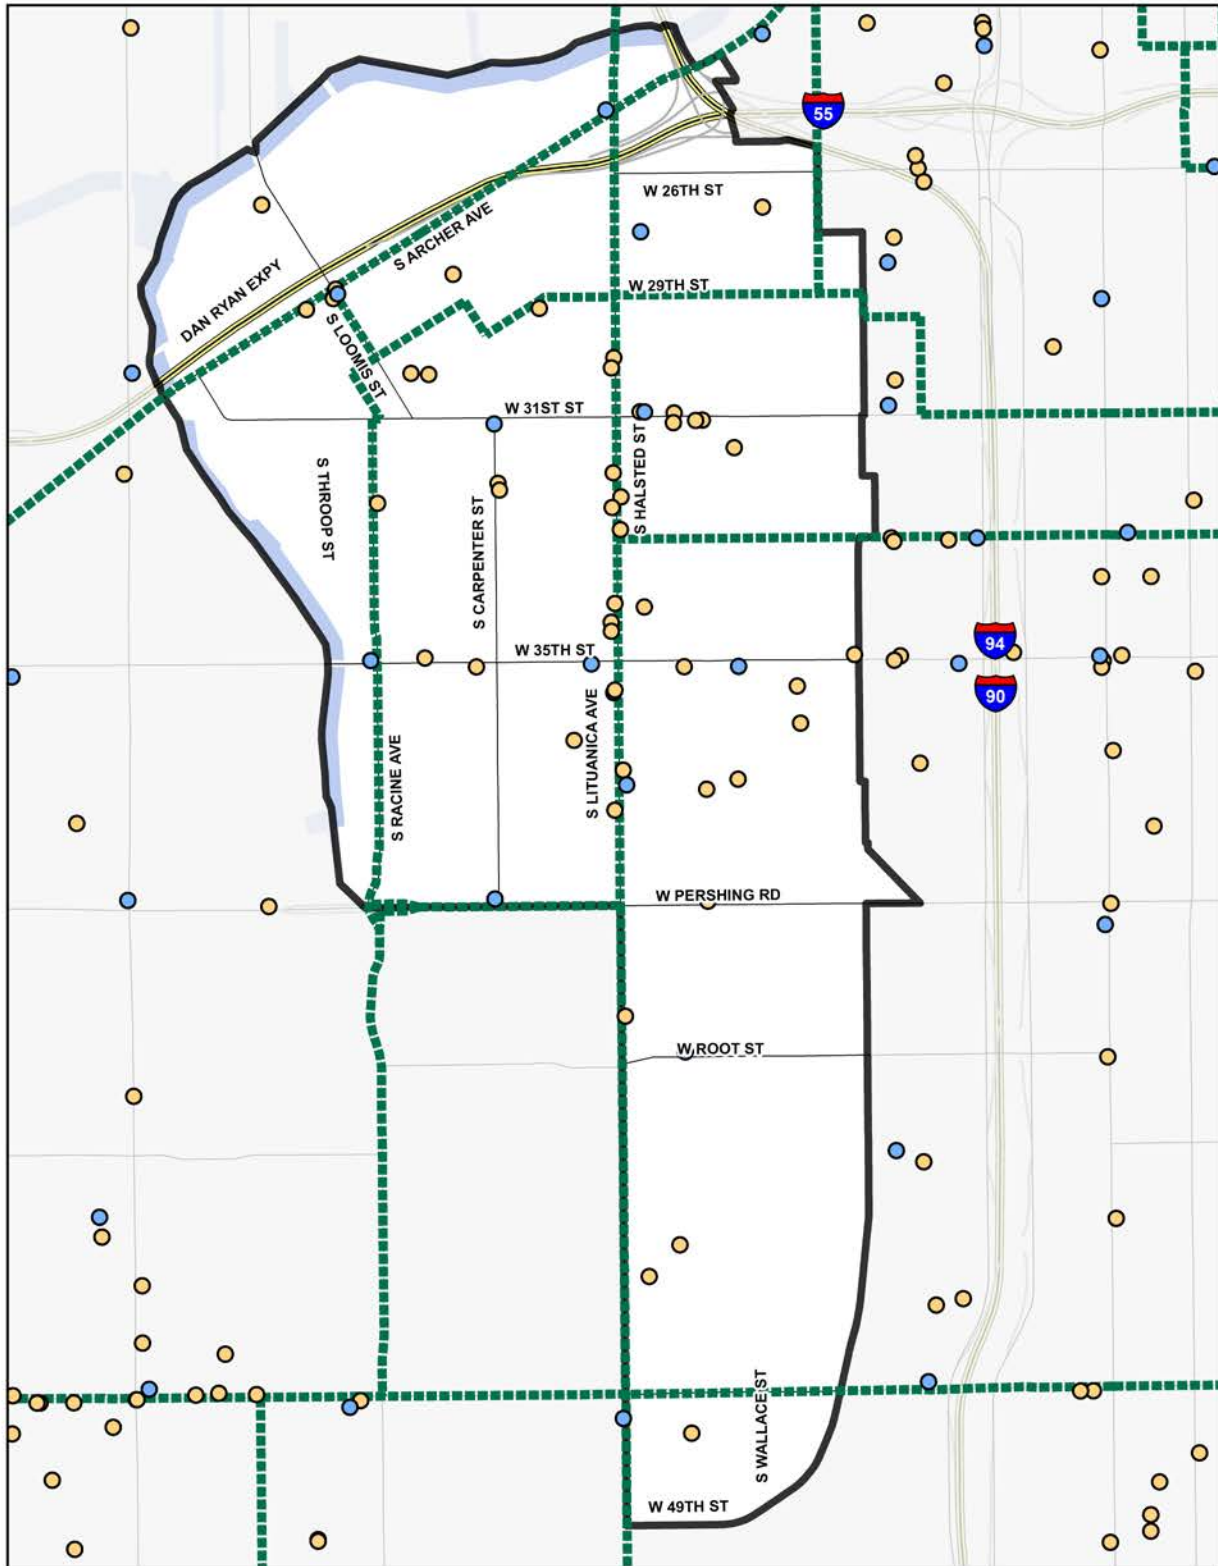 55
W 26TH ST
S ARCHER AVE
DAN RYAN EXPY
W 29TH ST
S LOOMIS ST
W 31ST ST
S HALSTED ST
S THROOP ST
S CARPENTER ST
94
W 35TH ST
90
S LITUANICA AVE
S RACINE AVE
W PERSHING RD
W ROOT ST
S WALLACE ST
W 49TH ST